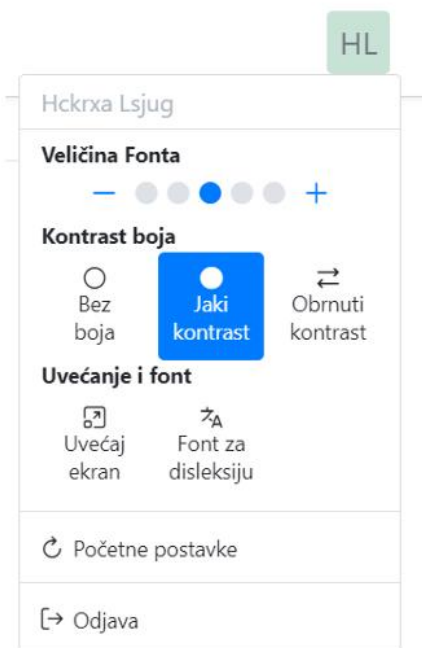 HL
Hckrxa Lsjug
Veličina Fonta
Kontrast boja
Bez
boja
Jaki
kontrast
Obrnuti
kontrast
Uvećanje i font
Uvećaj
ekran
Font za
disleksiju
Početne postavke
Odjava